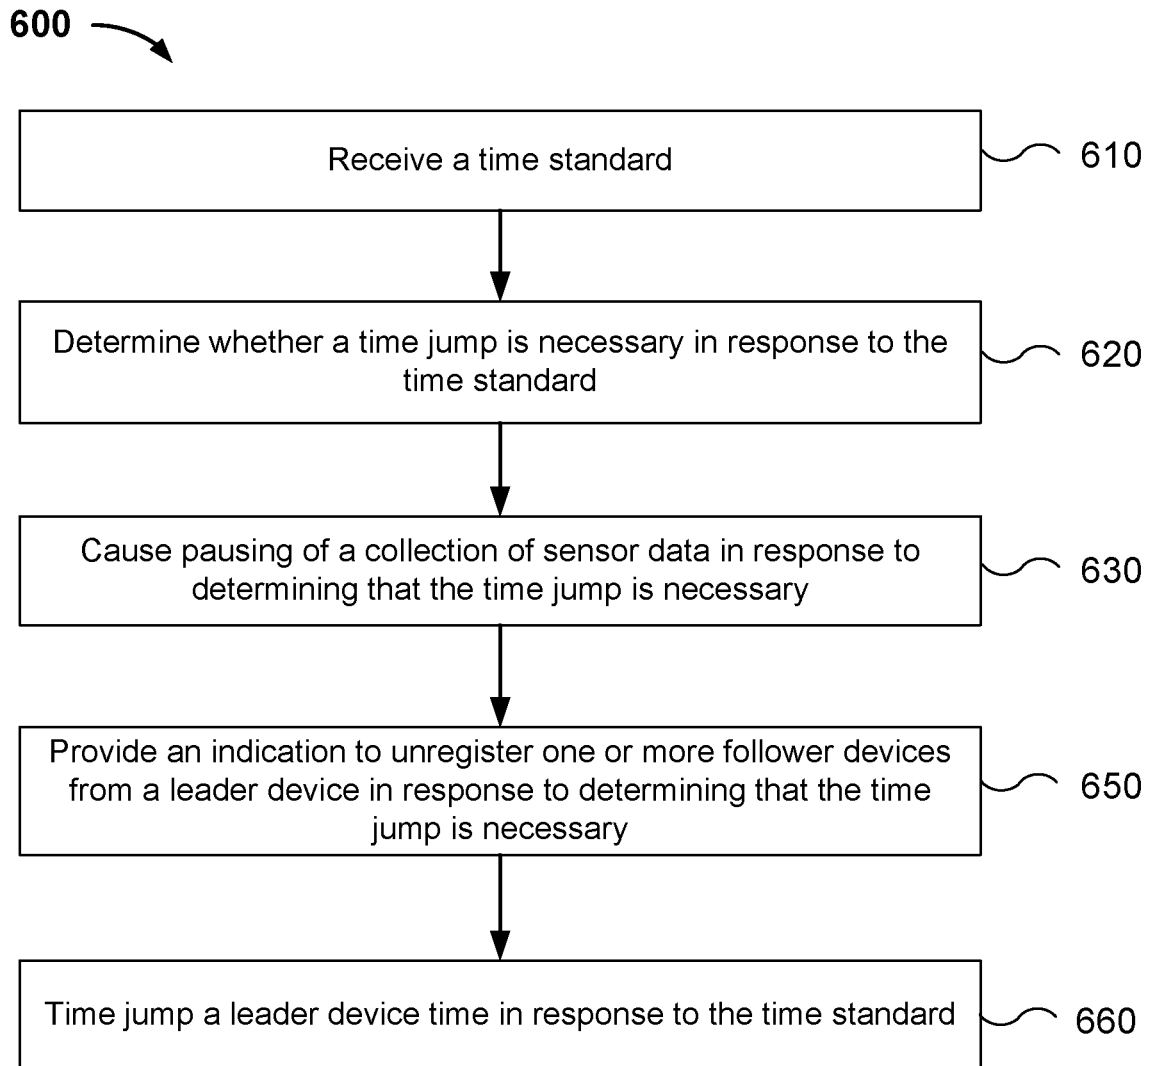 600
Receive a time standard
610
Determine whether a time jump is necessary in response to the
time standard
620
Cause pausing of a collection of sensor data in response to
determining that the time jump is necessary
630
Provide an indication to unregister one or more follower devices
from a leader device in response to determining that the time
jump is necessary
650
Time jump a leader device time in response to the time standard
660